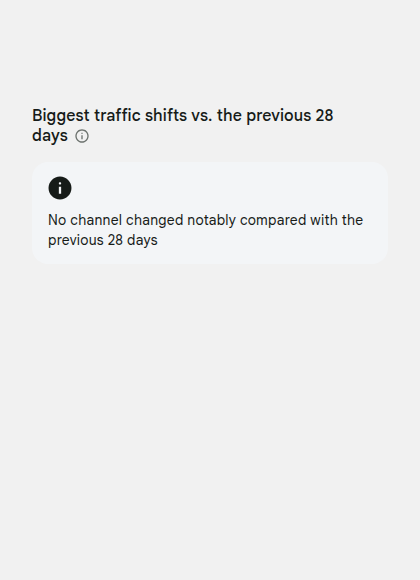 Biggest traffic shifts vs. the previous 28
days
No channel changed notably compared with the
previous 28 days